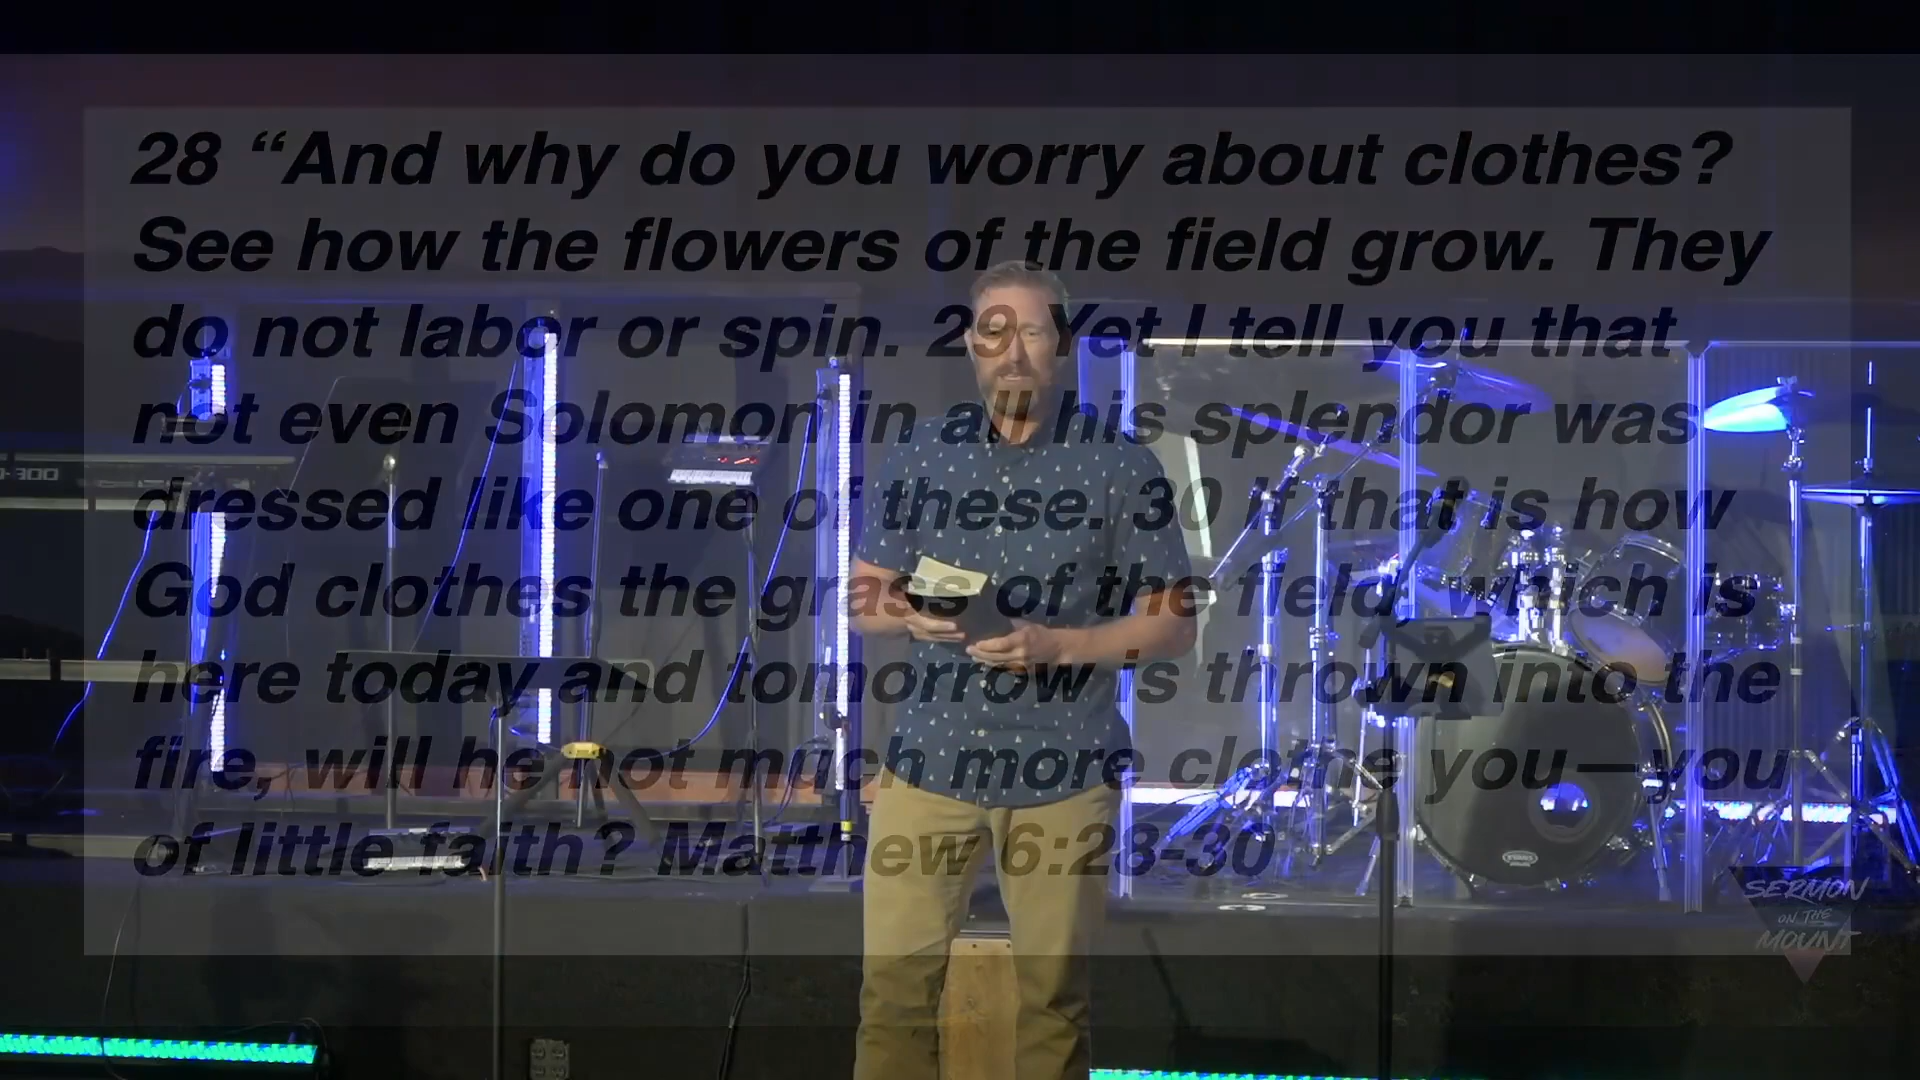 28 “And why do you worry about clothes?
See how the flowers of the field grow. They
do not labor or spin. 29 Yet I tell you that
not even Solomon in all his splendor was
dressed like one of these. 30 If that is how
God clothes the grass of the field, which is
here today and tomorrow is thrown into the
fire, will he not much more clothe you—you
of little faith? Matthew 6:28-30
SERMON
ON THE
MOUNT